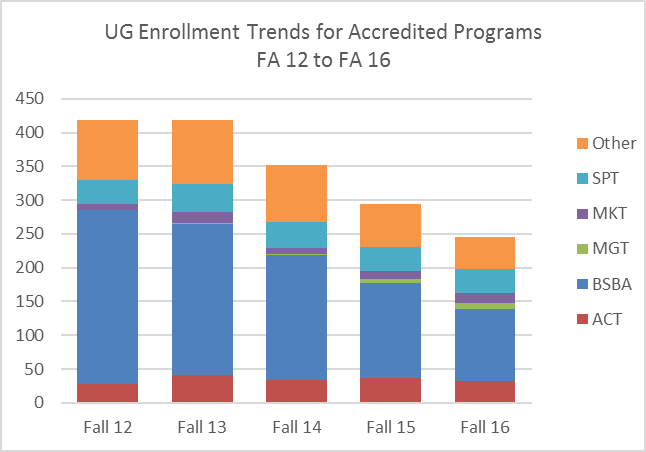 UG Enrollment Trends for Accredited Programs
FA 12 to FA 16
450
400
350
300
250
200
150
100
50
0
Fall 12 Fall 13 Fall 14 Fall 15 Fall 16
Other
SPT
MKT
MGT
BSBA
ACT